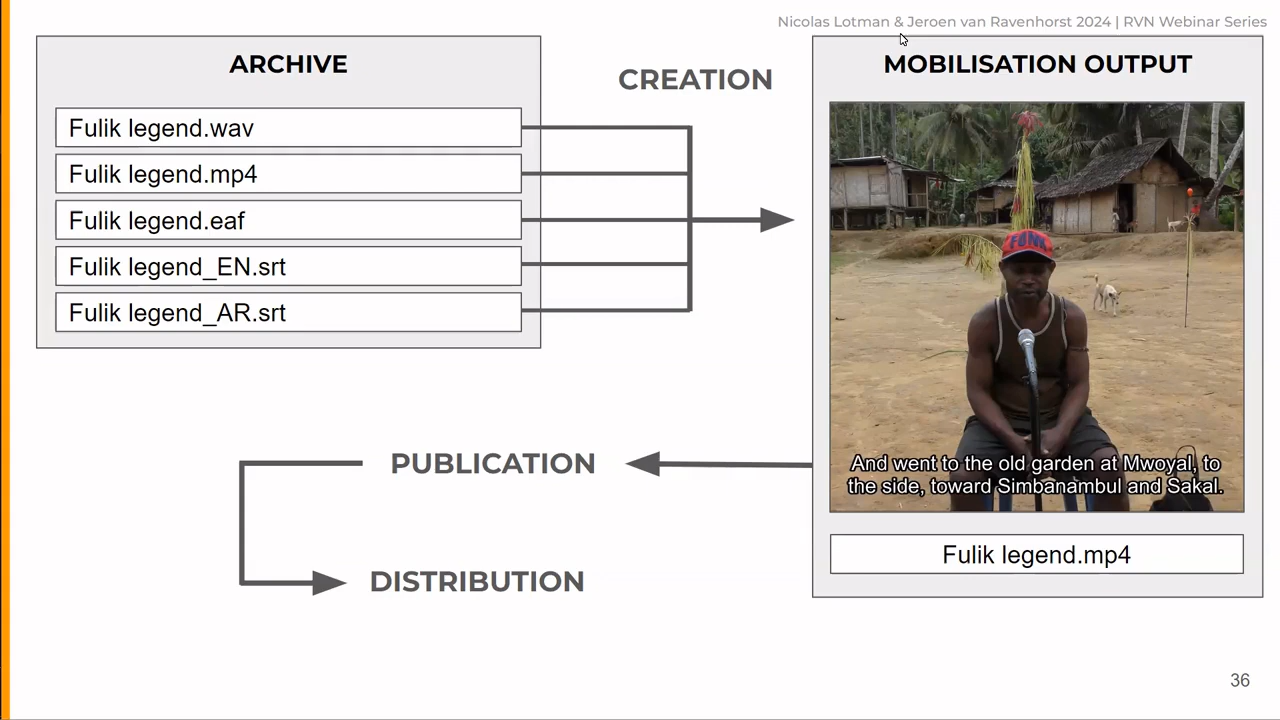 Nicolas Lotman & Jeroen van Ravenhorst 2024 | RVN Webinar Series
ARCHIVE
Fulik legend.wav
Fulik legend.mp4
Fulik legend.eaf
Fulik legend_EN.srt
Fulik legend_AR.srt
CREATION
MOBILISATION OUTPUT
FUNK
And went to the old garden at Mwoyal, to
the side, toward Simbanambul and Sakal.
Fulik legend.mp4
PUBLICATION
DISTRIBUTION
36